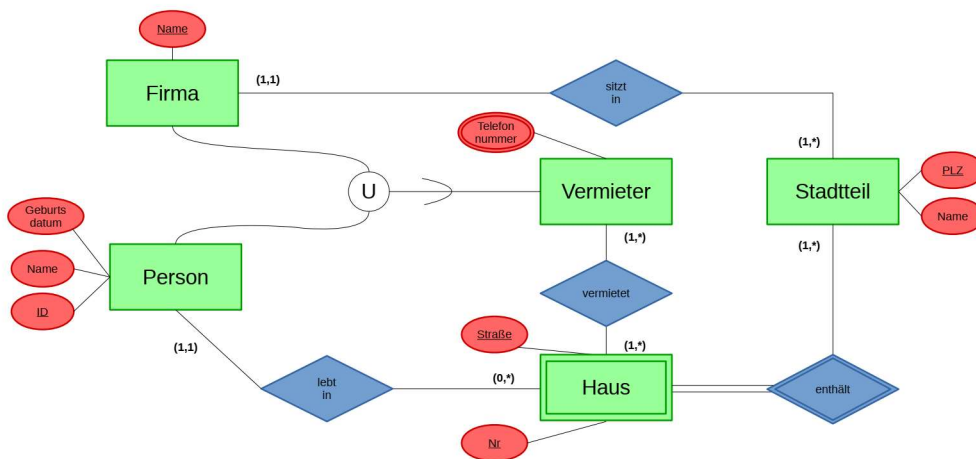 Name
Firma
(1,1)
sitzt
in
Telefon
nummer
(1,*)
U
Vermieter
Stadtteil
PLZ
Name
Geburts
datum
Name
ID
Person
(1,*)
(1,*)
vermietet
(1,1)
Straße
(1,*)
lebt
in
(0,*)
Haus
enthält
Nr